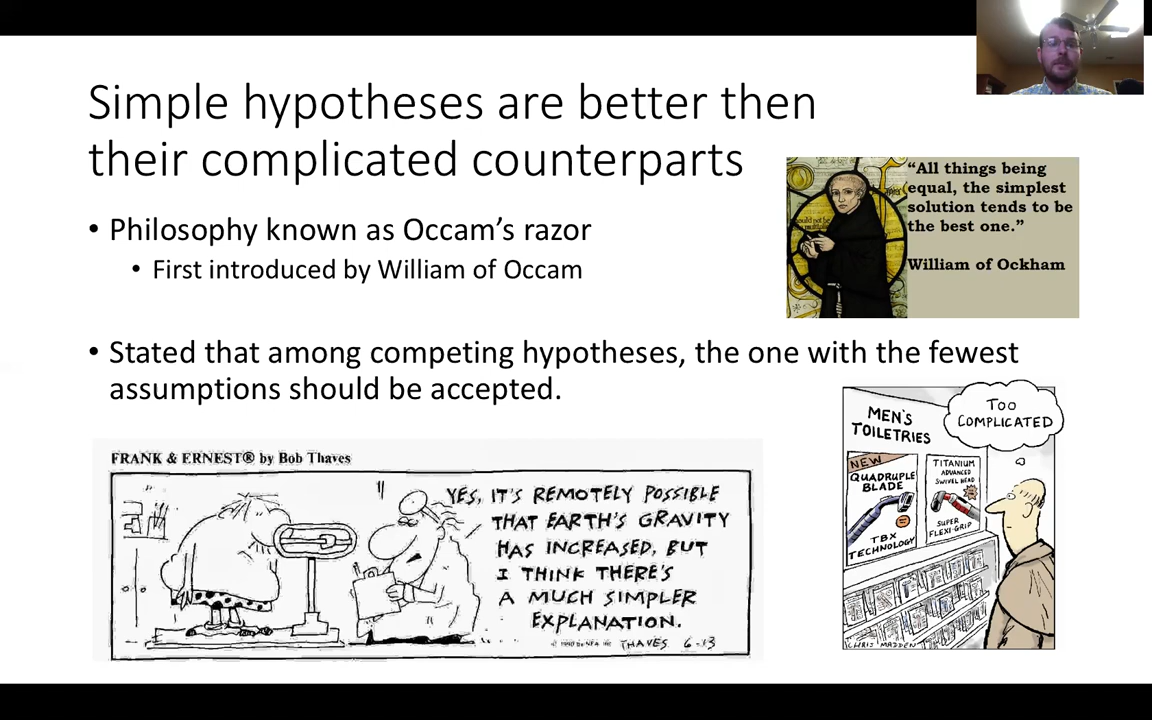 Simple hypotheses are better then
their complicated counterparts
“All things being
equal, the simplest
solution tends to be
the best one.”
William of Ockham
• Philosophy known as Occam’s razor
• First introduced by William of Occam
• Stated that among competing hypotheses, the one with the fewest
assumptions should be accepted.
FRANK & ERNEST® by Bob Thaves
YES, IT'S REMOTELY POSSIBLE
THAT EARTH'S GRAVITY
HAS INCREASED, BUT
I THINK THERE'S
A MUCH SIMPLER
EXPLANATION.
THAVES 6-13
TOO
COMPLICATED
MEN'S
TOILETRIES
NEW
QUADRUPLE
BLADE
TBX
TECHNOLOGY
TITANIUM
ADVANCED
SWIVEL HEAD
SUPER
FLEXI-GRIP
CHRIS MADDEN